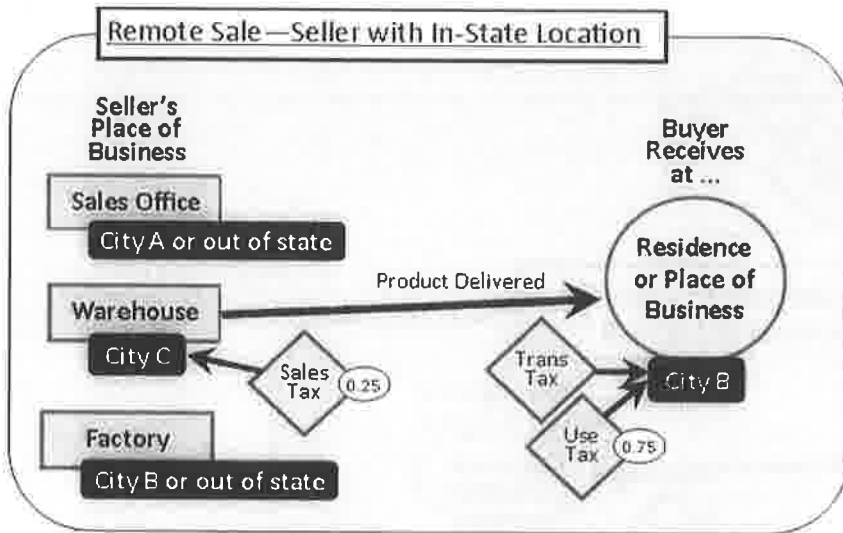 Remote Sale—Seller with In-State Location
Seller's
Place of
Business
Sales Office
City A or out of state
Warehouse
City C
Sales
Tax
0.25
Factory
City B or out of state
Product Delivered
Buyer
Receives
at ...
Residence
or Place of
Business
City B
Trans
Tax
Use
Tax
0.75